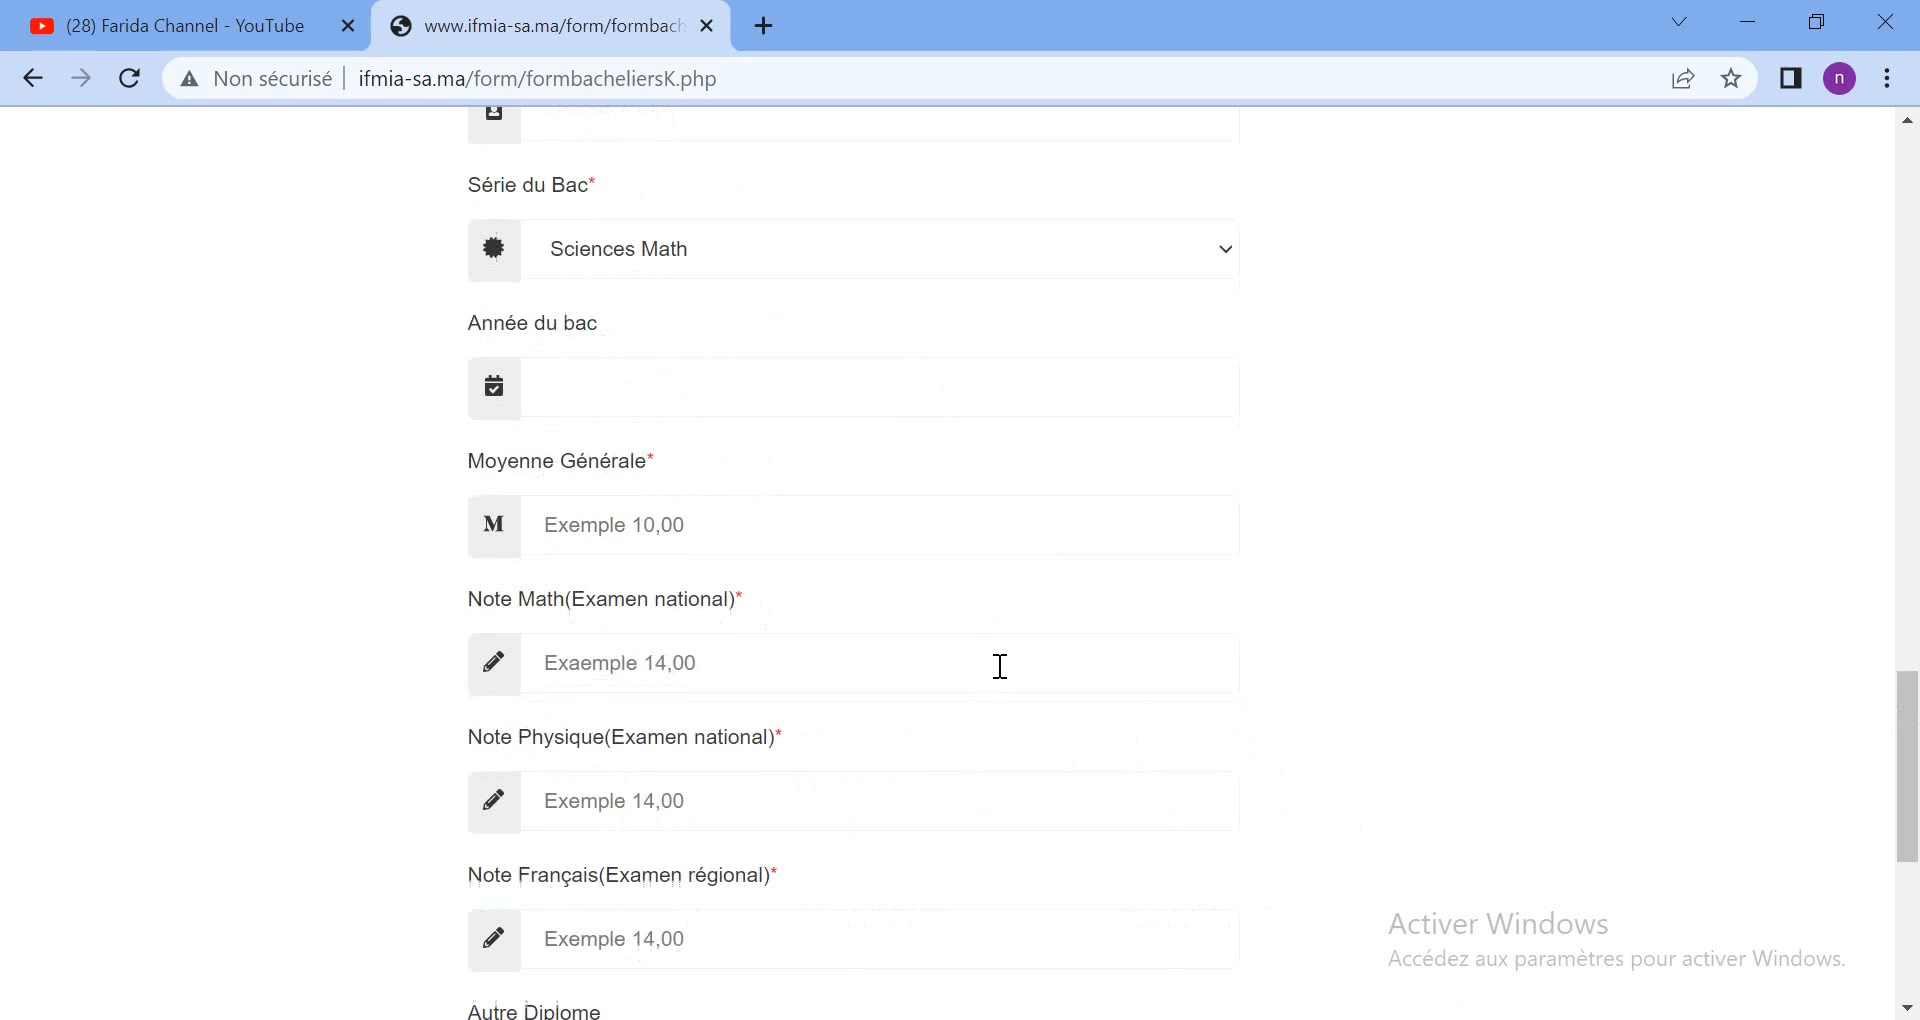 (28) Farida Channel - YouTube
www.ifmia-sa.ma/form/formbach
Non sécurisé
ifmia-sa.ma/form/formbacheliersK.php
n
Série du Bac*
Sciences Math
Année du bac
Moyenne Générale*
M
Exemple 10,00
Note Math(Examen national)*
Exaemple 14,00
Note Physique(Examen national)*
Exemple 14,00
Note Français(Examen régional)*
Exemple 14,00
Autre Diplome
Activer Windows
Accédez aux paramètres pour activer Windows.